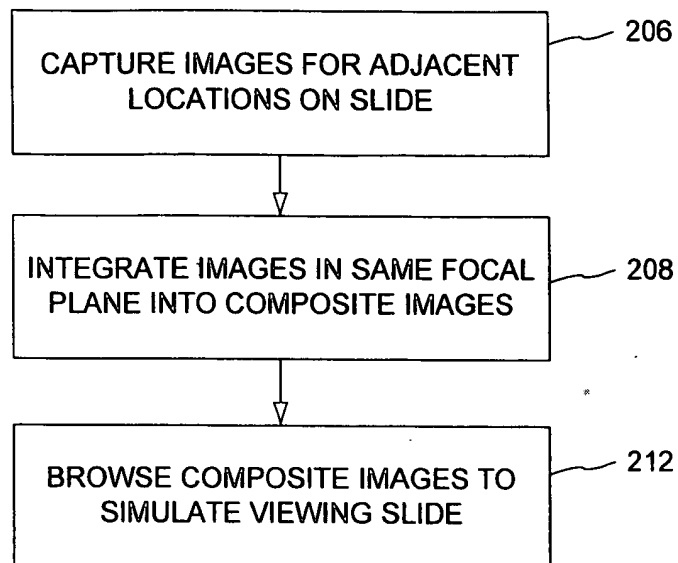 206
CAPTURE IMAGES FOR ADJACENT
LOCATIONS ON SLIDE
INTEGRATE IMAGES IN SAME FOCAL
PLANE INTO COMPOSITE IMAGES
208
BROWSE COMPOSITE IMAGES TO
SIMULATE VIEWING SLIDE
212